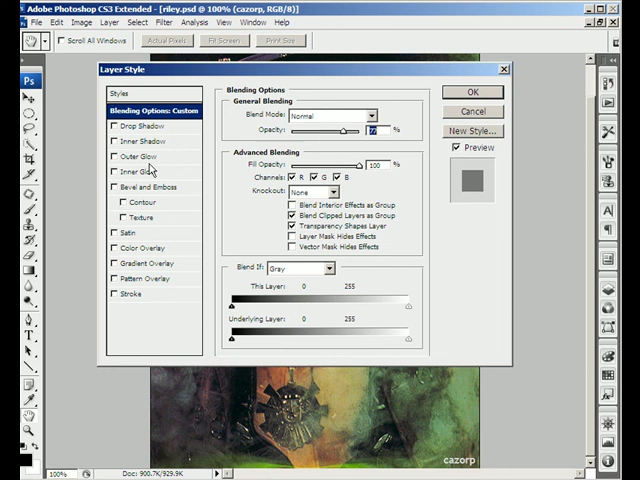 Adobe Photoshop CS3 Extended - [riley.psd @ 100% (cazorp, RGB/8)]
File Edit Image Layer Select Filter Analysis View Window Help
Scroll All Windows Actual Pixels Fit Screen Print Size
Ps
Layer Style
Styles
Blending Options: Custom
Drop Shadow
Inner Shadow
Outer Glow
Inner Glow
Bevel and Emboss
Contour
Texture
Satin
Color Overlay
Gradient Overlay
Pattern Overlay
Stroke
Blending Options
General Blending
Blend Mode: Normal
Opacity: 77 %
Advanced Blending
Fill Opacity: 100 %
Channels: R G B
Knockout: None
Blend Interior Effects as Group
Blend Clipped Layers as Group
Transparency Shapes Layer
Layer Mask Hides Effects
Vector Mask Hides Effects
Blend If: Gray
This Layer: 0 255
Underlying Layer: 0 255
OK
Cancel
New Style...
Preview
cazorp
100% Doc: 900.7K/929.9K